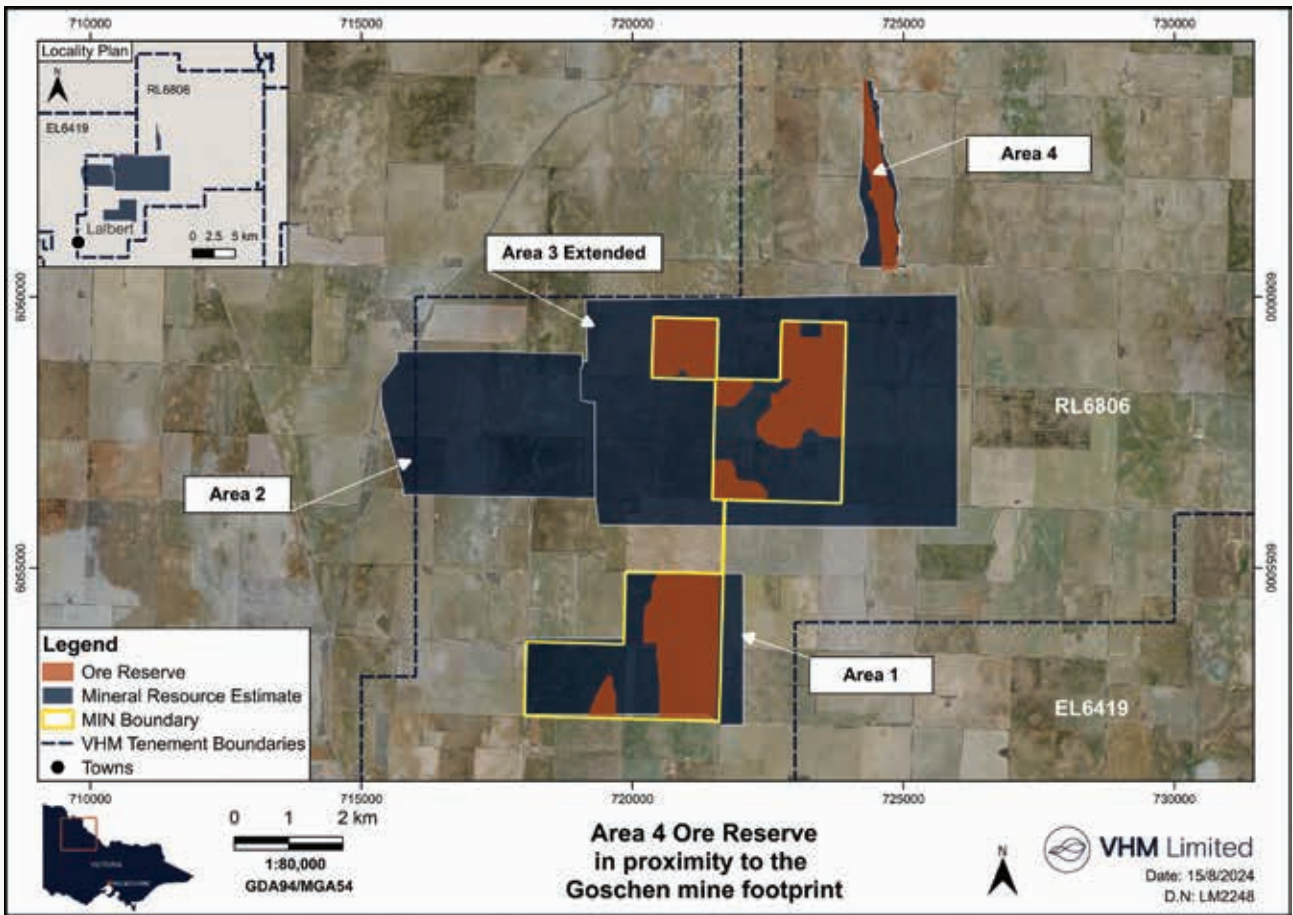 710000 715000 720000 725000 730000
Locality Plan
N
RL6806
EL6419
Lalbert
0 2.5 5 km
Area 4
Area 3 Extended
6060000
6060000
RL6806
Area 2
6055000
6055000
Area 1
EL6419
Legend
Ore Reserve
Mineral Resource Estimate
MIN Boundary
VHM Tenement Boundaries
Towns
710000 715000 720000 725000 730000
VICTORIA
0 1 2 km
1:80,000
GDA94/MGA54
Area 4 Ore Reserve
in proximity to the
Goschen mine footprint
N
VHM Limited
Date: 15/8/2024
D.N: LM2248